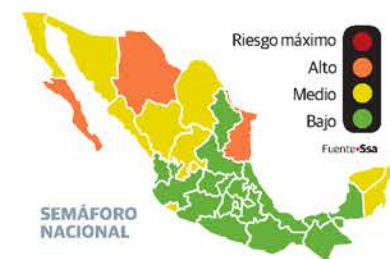 Riesgo máximo
Alto
Medio
Bajo
Fuente•Ssa
SEMÁFORO
NACIONAL